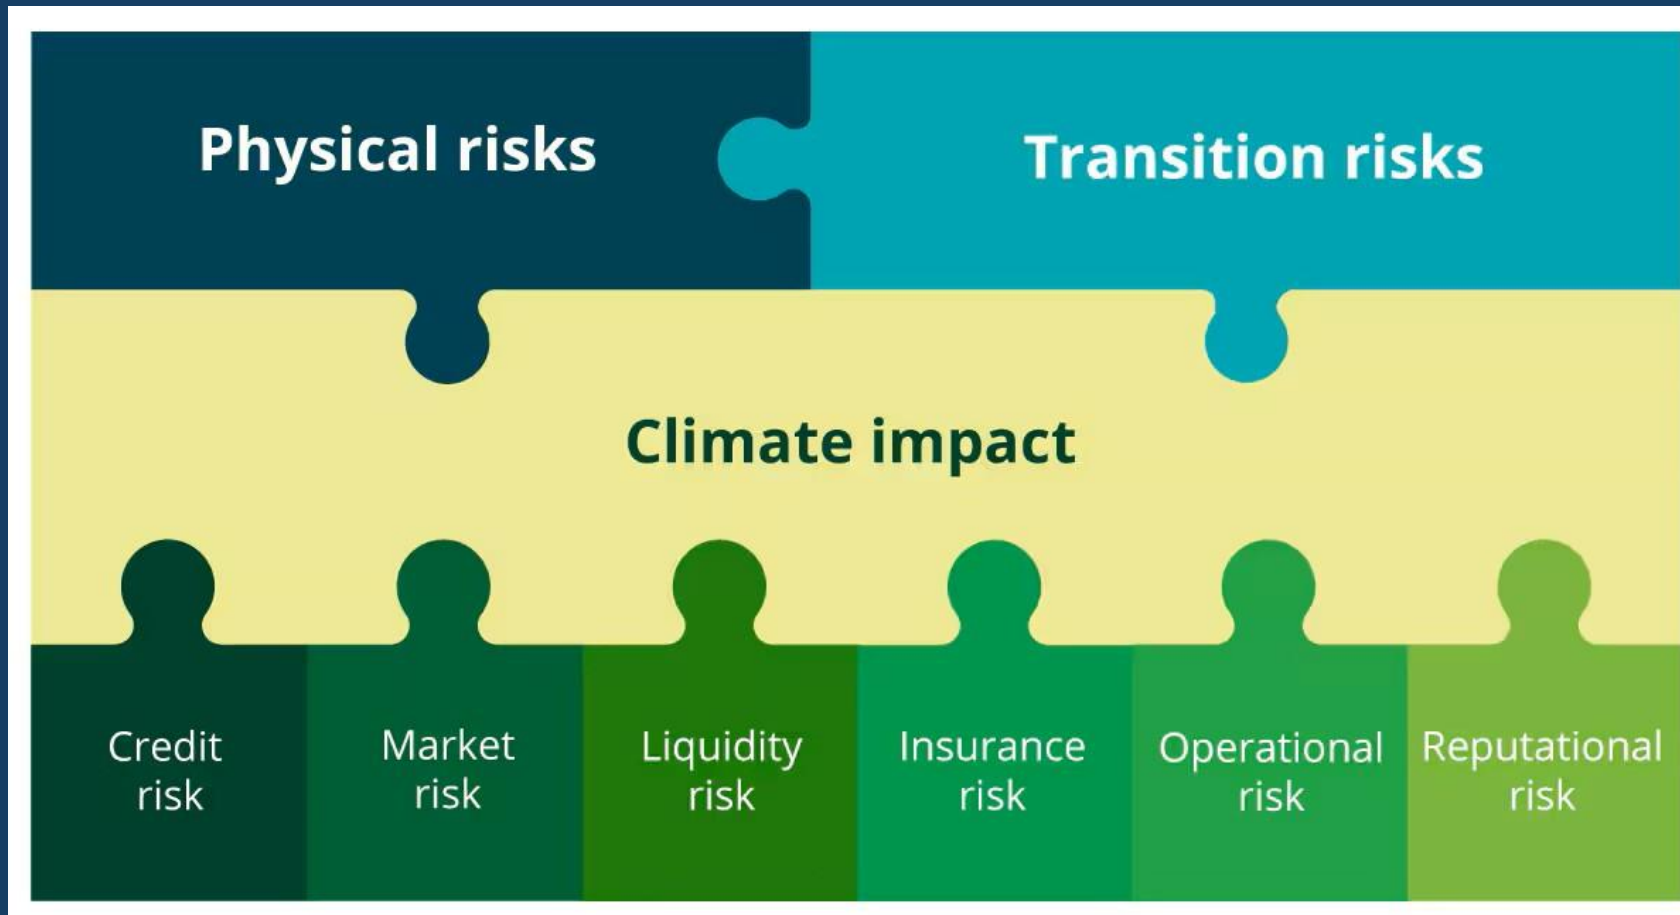 Physical risks
Transition risks
Climate impact
Credit
risk
Market
risk
Liquidity
risk
Insurance
risk
Operational
risk
Reputational
risk